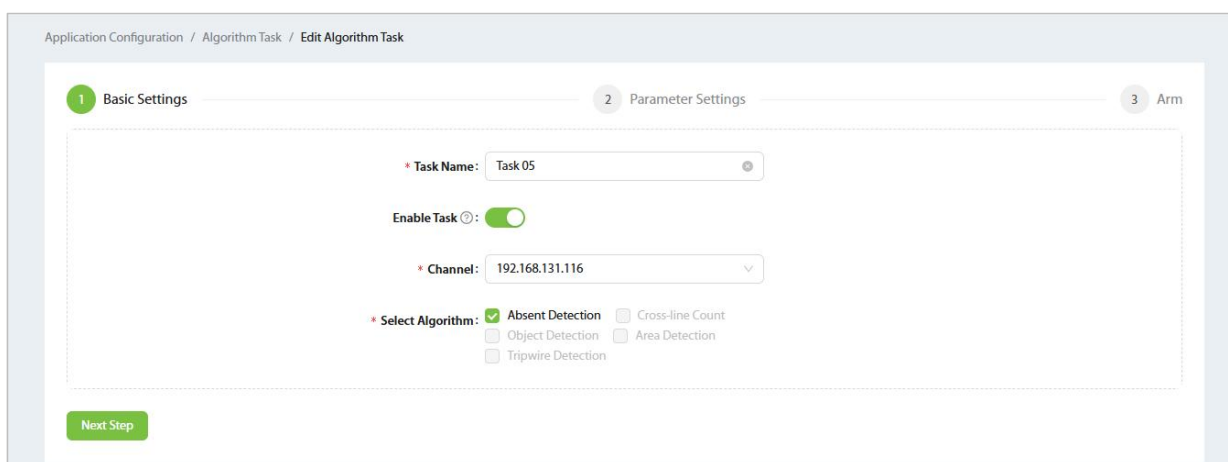 Application Configuration / Algorithm Task / Edit Algorithm Task
1 Basic Settings 2 Parameter Settings 3 Arm
* Task Name: Task 05
Enable Task ? :
* Channel: 192.168.131.116
* Select Algorithm: Absent Detection Cross-line Count
Object Detection Area Detection
Tripwire Detection
Next Step